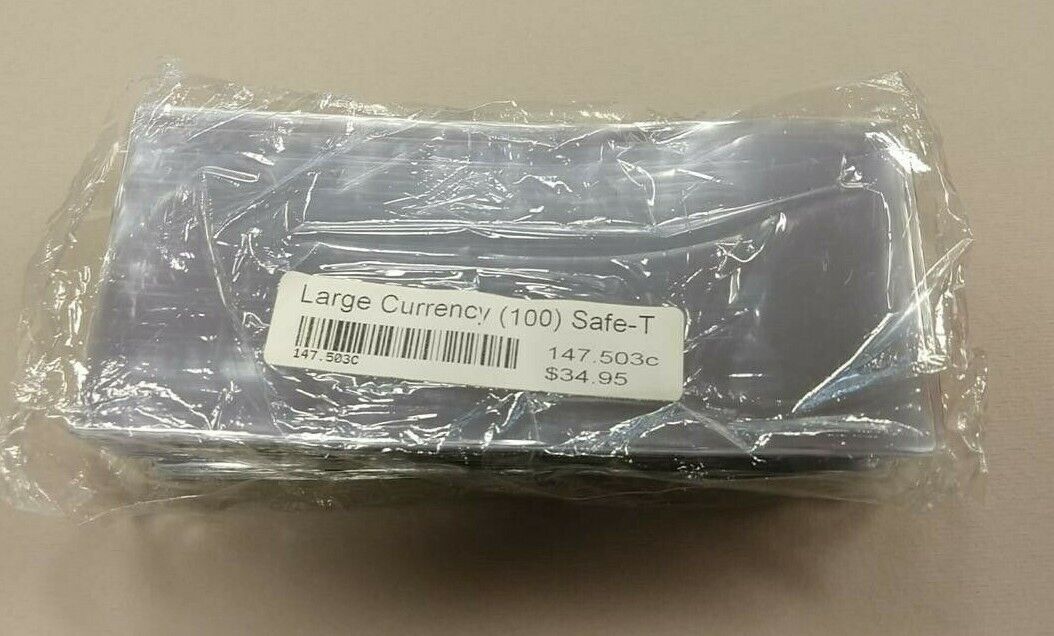 Large Currency (100) Safe-T
147.503C
147.503c
$34.95